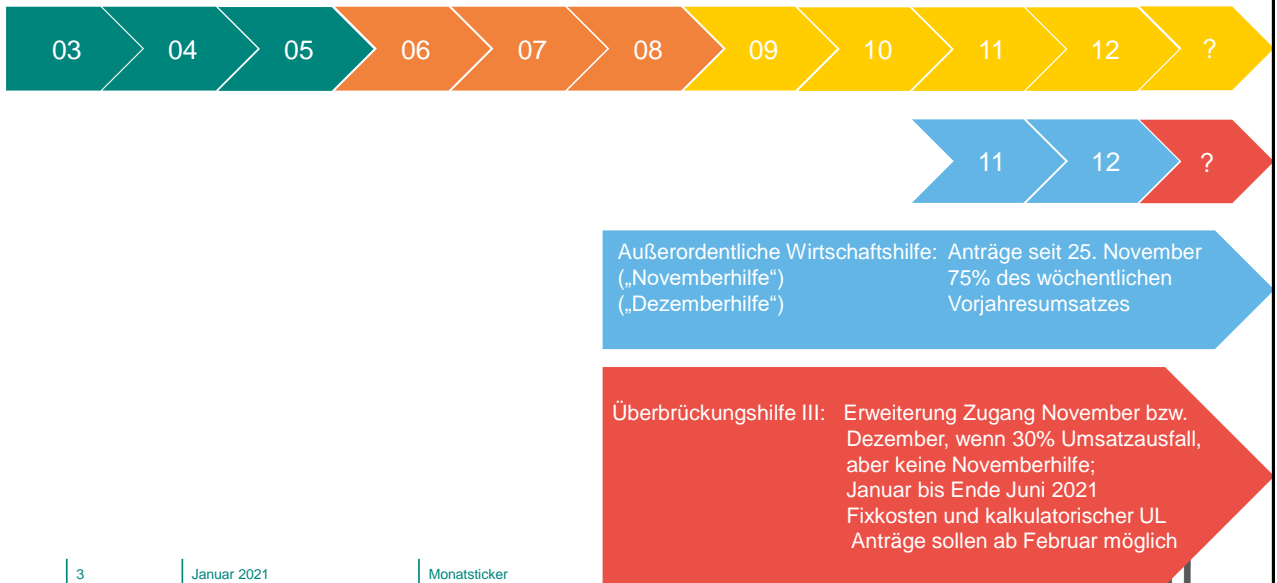 03 04 05 06 07 08 09 10 11 12 ?
11 12 ?
Außerordentliche Wirtschaftshilfe: Anträge seit 25. November
(„Novemberhilfe“) 75% des wöchentlichen
(„Dezemberhilfe“) Vorjahresumsatzes
Überbrückungshilfe III: Erweiterung Zugang November bzw.
Dezember, wenn 30% Umsatzausfall,
aber keine Novemberhilfe;
Januar bis Ende Juni 2021
Fixkosten und kalkulatorischer UL
Anträge sollen ab Februar möglich
3 Januar 2021 Monatsticker